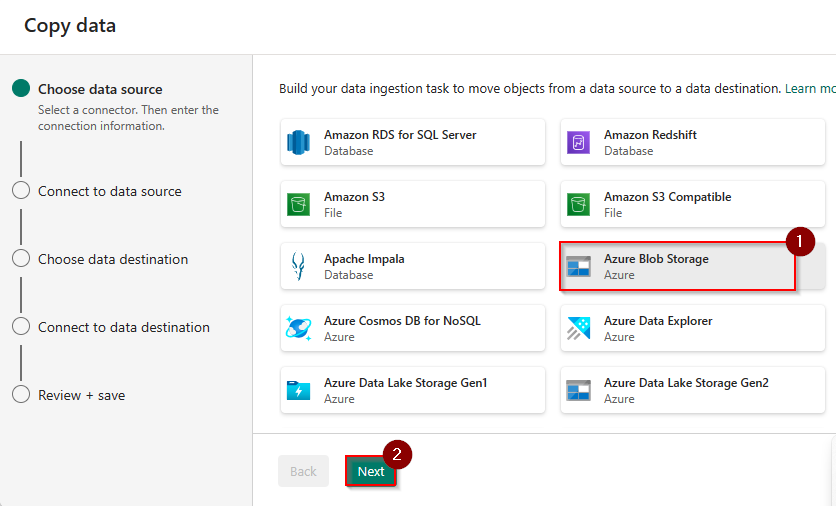 Copy data
Choose data source
Select a connector. Then enter the
connection information.
Connect to data source
Choose data destination
Connect to data destination
Review + save
Build your data ingestion task to move objects from a data source to a data destination. Learn mo
Amazon RDS for SQL Server
Database
Amazon Redshift
Database
Amazon S3
File
Amazon S3 Compatible
File
Apache Impala
Database
1
Azure Blob Storage
Azure
Azure Cosmos DB for NoSQL
Azure
Azure Data Explorer
Azure
Azure Data Lake Storage Gen1
Azure
Azure Data Lake Storage Gen2
Azure
Back
Next
2